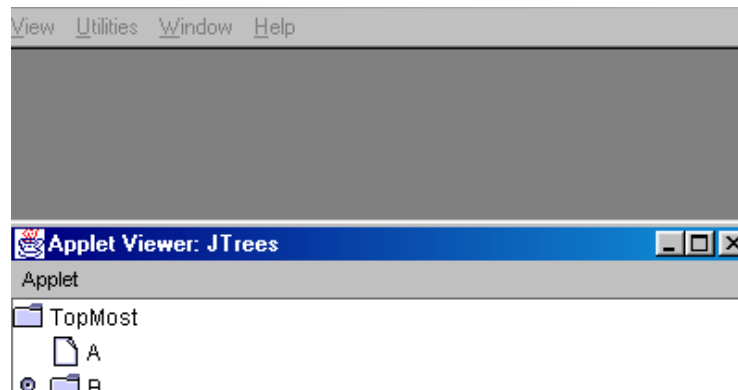 View Utilities Window Help
Applet Viewer: JTrees
Applet
TopMost
A
B